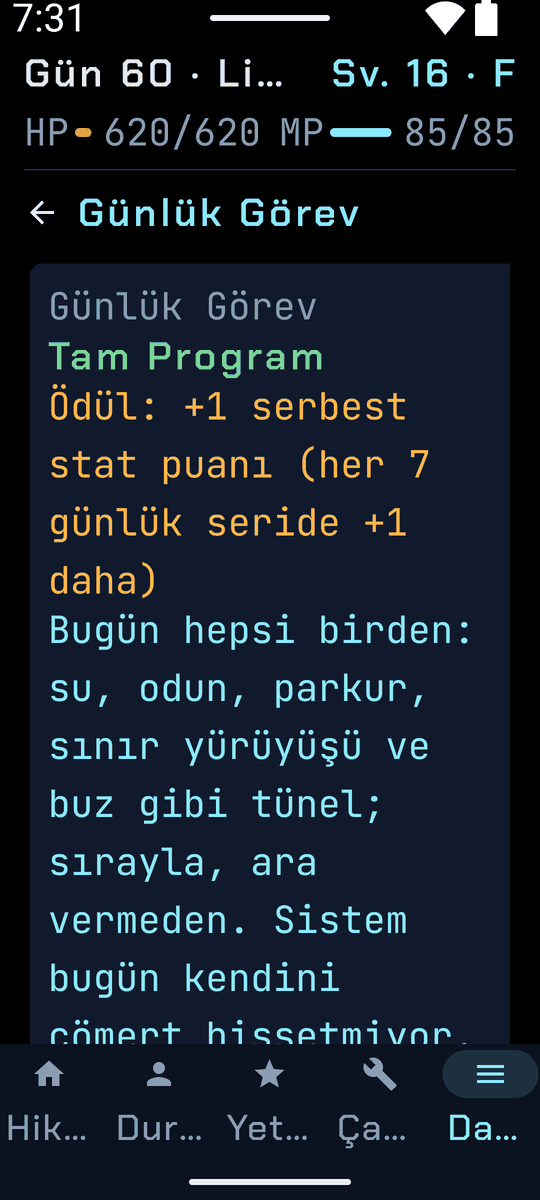 7:31
Gün 60 · Li... Sv. 16 · F
HP 620/620 MP 85/85
Günlük Görev
Günlük Görev
Tam Program
Ödül: +1 serbest
stat puanı (her 7
günlük seride +1
daha)
Bugün hepsi birden:
su, odun, parkur,
sınır yürüyüşü ve
buz gibi tünel;
sırayla, ara
vermeden. Sistem
bugün kendini
cömert hissetmiyor.
Hik... Dur... Yet... Ça... Da...